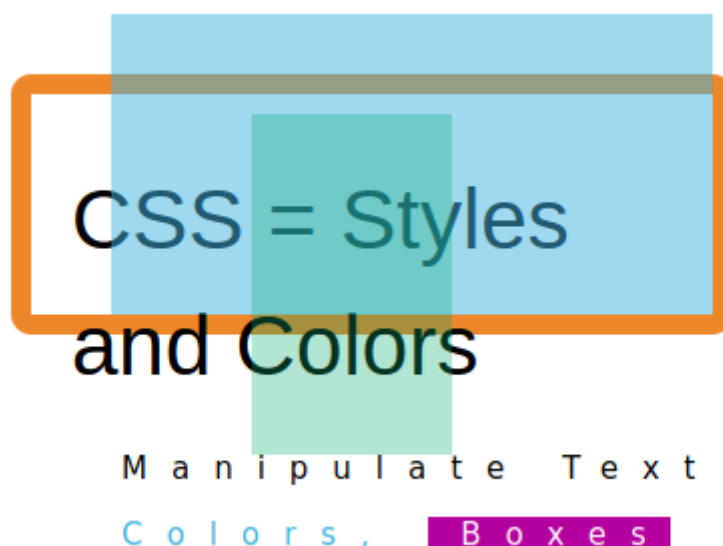 CSS = Styles
and Colors
Manipulate Text
Colors, Boxes